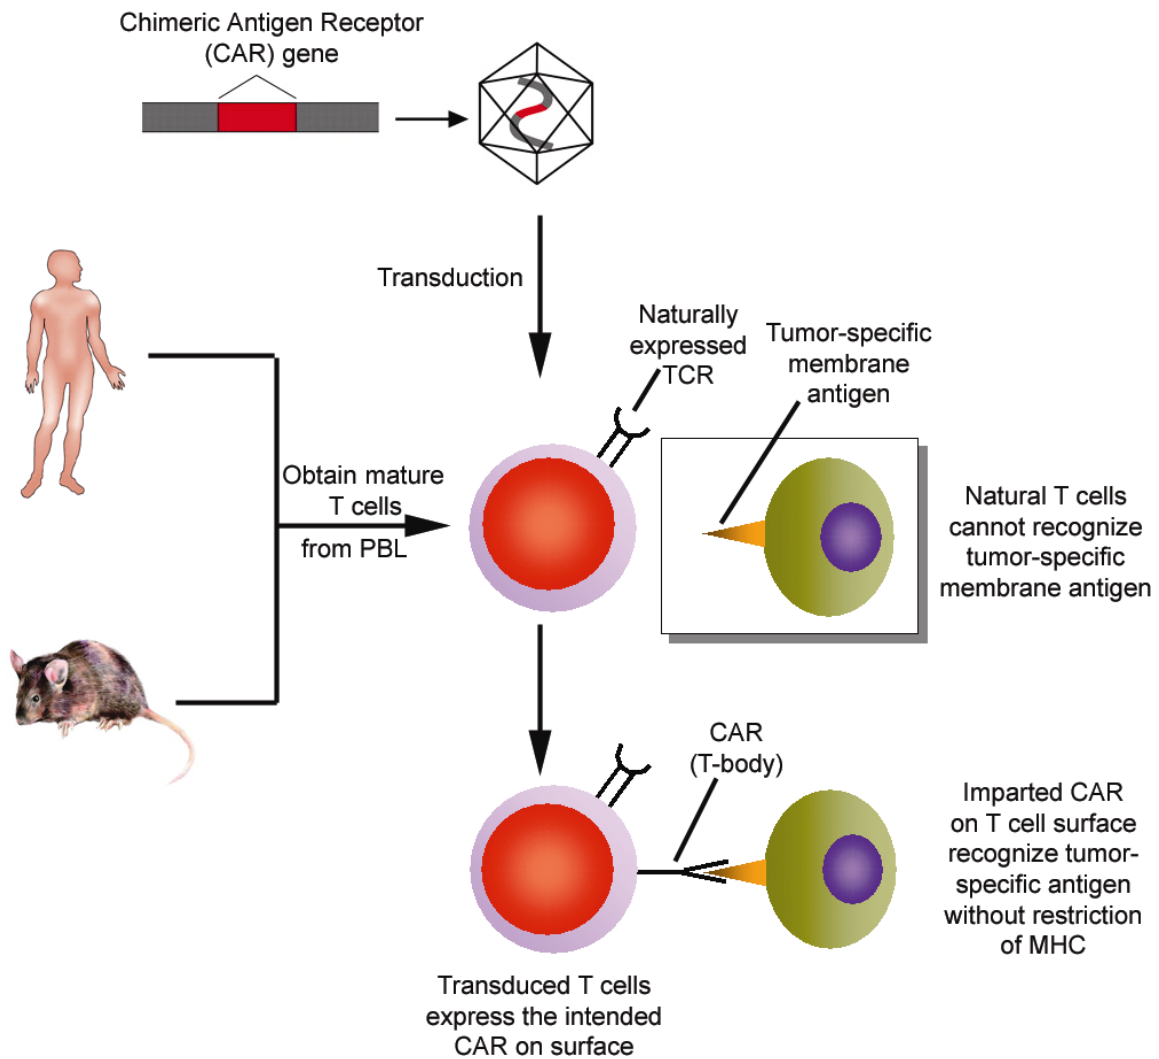 Chimeric Antigen Receptor
(CAR) gene
Transduction
Naturally
expressed
TCR
Tumor-specific
membrane
antigen
Obtain mature
T cells
from PBL
Natural T cells
cannot recognize
tumor-specific
membrane antigen
CAR
(T-body)
Imparted CAR
on T cell surface
recognize tumor-
specific antigen
without restriction
of MHC
Transduced T cells
express the intended
CAR on surface